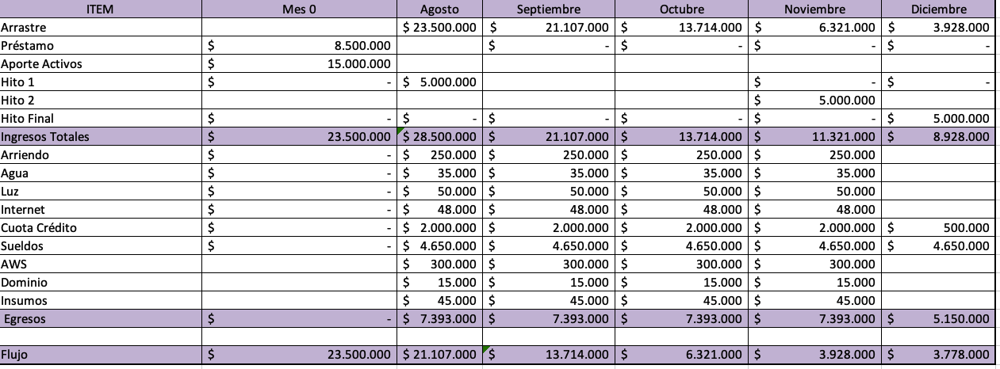 ITEM Mes 0 Agosto Septiembre Octubre Noviembre Diciembre
Arrastre $ 23.500.000 $ 21.107.000 $ 13.714.000 $ 6.321.000 $ 3.928.000
Préstamo $ 8.500.000 $ - $ - $ - $ -
Aporte Activos $ 15.000.000
Hito 1 $ - $ 5.000.000 $ - $ -
Hito 2 $ 5.000.000
Hito Final $ - $ - $ - $ - $ - $ 5.000.000
Ingresos Totales $ 23.500.000 $ 28.500.000 $ 21.107.000 $ 13.714.000 $ 11.321.000 $ 8.928.000
Arriendo $ - $ 250.000 $ 250.000 $ 250.000 $ 250.000
Agua $ - $ 35.000 $ 35.000 $ 35.000 $ 35.000
Luz $ - $ 50.000 $ 50.000 $ 50.000 $ 50.000
Internet $ - $ 48.000 $ 48.000 $ 48.000 $ 48.000
Cuota Crédito $ - $ 2.000.000 $ 2.000.000 $ 2.000.000 $ 2.000.000 $ 500.000
Sueldos $ - $ 4.650.000 $ 4.650.000 $ 4.650.000 $ 4.650.000 $ 4.650.000
AWS $ 300.000 $ 300.000 $ 300.000 $ 300.000
Dominio $ 15.000 $ 15.000 $ 15.000 $ 15.000
Insumos $ 45.000 $ 45.000 $ 45.000 $ 45.000
Egresos $ - $ 7.393.000 $ 7.393.000 $ 7.393.000 $ 7.393.000 $ 5.150.000
Flujo $ 23.500.000 $ 21.107.000 $ 13.714.000 $ 6.321.000 $ 3.928.000 $ 3.778.000